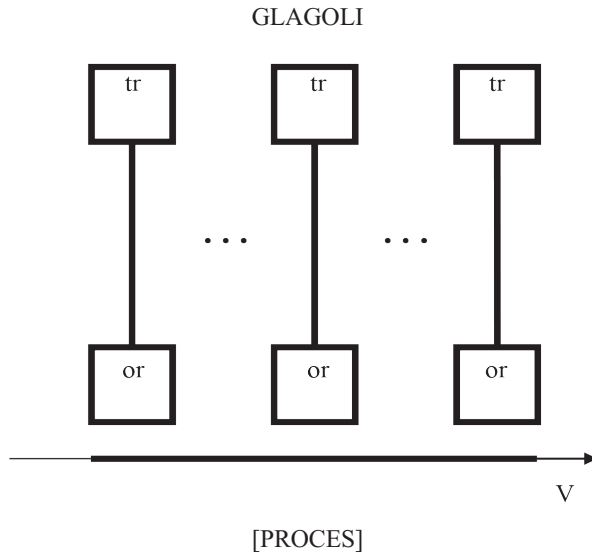 GLAGOLI
tr tr tr
... ...
or or or
V
[PROCES]